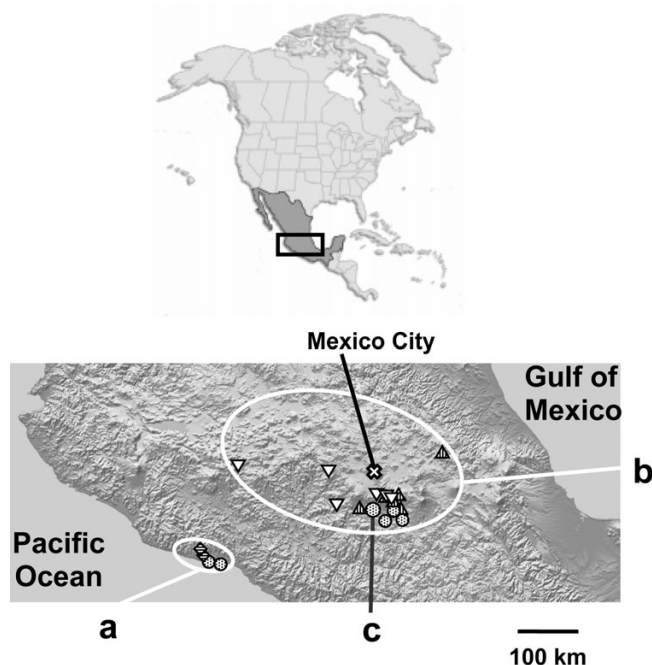 Mexico City
Gulf of
Mexico
b
Pacific
Ocean
a
c
100 km